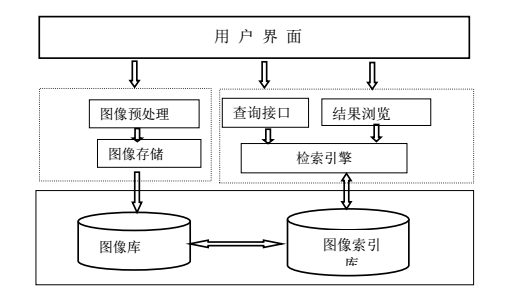 用 户 界 面
图像预处理
查询接口
结果浏览
图像存储
检索引擎
图像库
图像索引
库